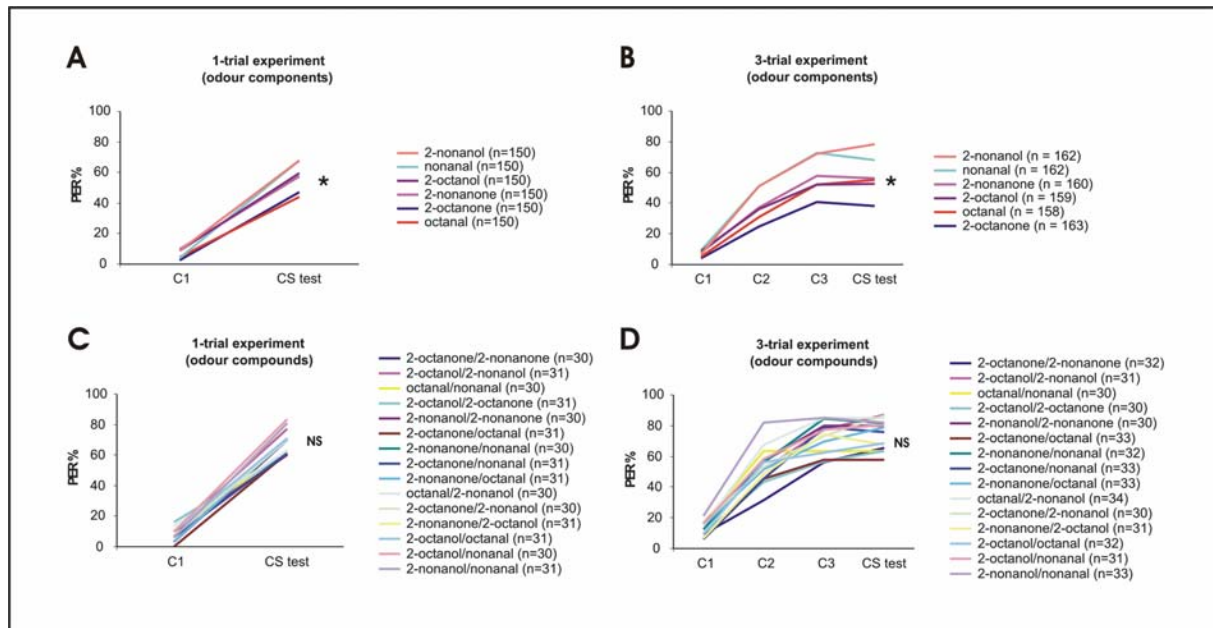 A
1-trial experiment
(odour components)
PER%
100
80
60
40
20
0
C1
CS test
*
2-nonanol (n=150)
nonanal (n=150)
2-octanol (n=150)
2-nonanone (n=150)
2-octanone (n=150)
octanal (n=150)
B
3-trial experiment
(odour components)
PER%
100
80
60
40
20
0
C1
C2
C3
CS test
*
2-nonanol (n = 162)
nonanal (n = 162)
2-nonanone (n = 160)
2-octanol (n = 159)
octanal (n = 158)
2-octanone (n = 163)
C
1-trial experiment
(odour compounds)
PER%
100
80
60
40
20
0
C1
CS test
NS
2-octanone/2-nonanone (n=30)
2-octanol/2-nonanol (n=31)
octanal/nonanal (n=30)
2-octanol/2-octanone (n=31)
2-nonanol/2-nonanone (n=30)
2-octanone/octanal (n=31)
2-nonanone/nonanal (n=30)
2-octanone/nonanal (n=31)
2-nonanone/octanal (n=31)
octanal/2-nonanol (n=30)
2-octanone/2-nonanol (n=30)
2-nonanone/2-octanol (n=31)
2-octanol/octanal (n=31)
2-octanol/nonanal (n=30)
2-nonanol/nonanal (n=31)
D
3-trial experiment
(odour compounds)
PER%
100
80
60
40
20
0
C1
C2
C3
CS test
NS
2-octanone/2-nonanone (n=32)
2-octanol/2-nonanol (n=31)
octanal/nonanal (n=30)
2-octanol/2-octanone (n=30)
2-nonanol/2-nonanone (n=30)
2-octanone/octanal (n=33)
2-nonanone/nonanal (n=32)
2-octanone/nonanal (n=33)
2-nonanone/octanal (n=33)
octanal/2-nonanol (n=34)
2-octanone/2-nonanol (n=30)
2-nonanone/2-octanol (n=31)
2-octanol/octanal (n=32)
2-octanol/nonanal (n=31)
2-nonanol/nonanal (n=33)